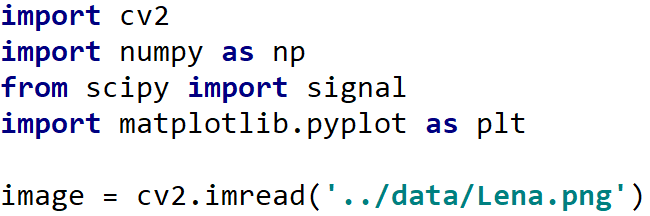 import cv2
import numpy as np
from scipy import signal
import matplotlib.pyplot as plt
image = cv2.imread('../data/Lena.png')